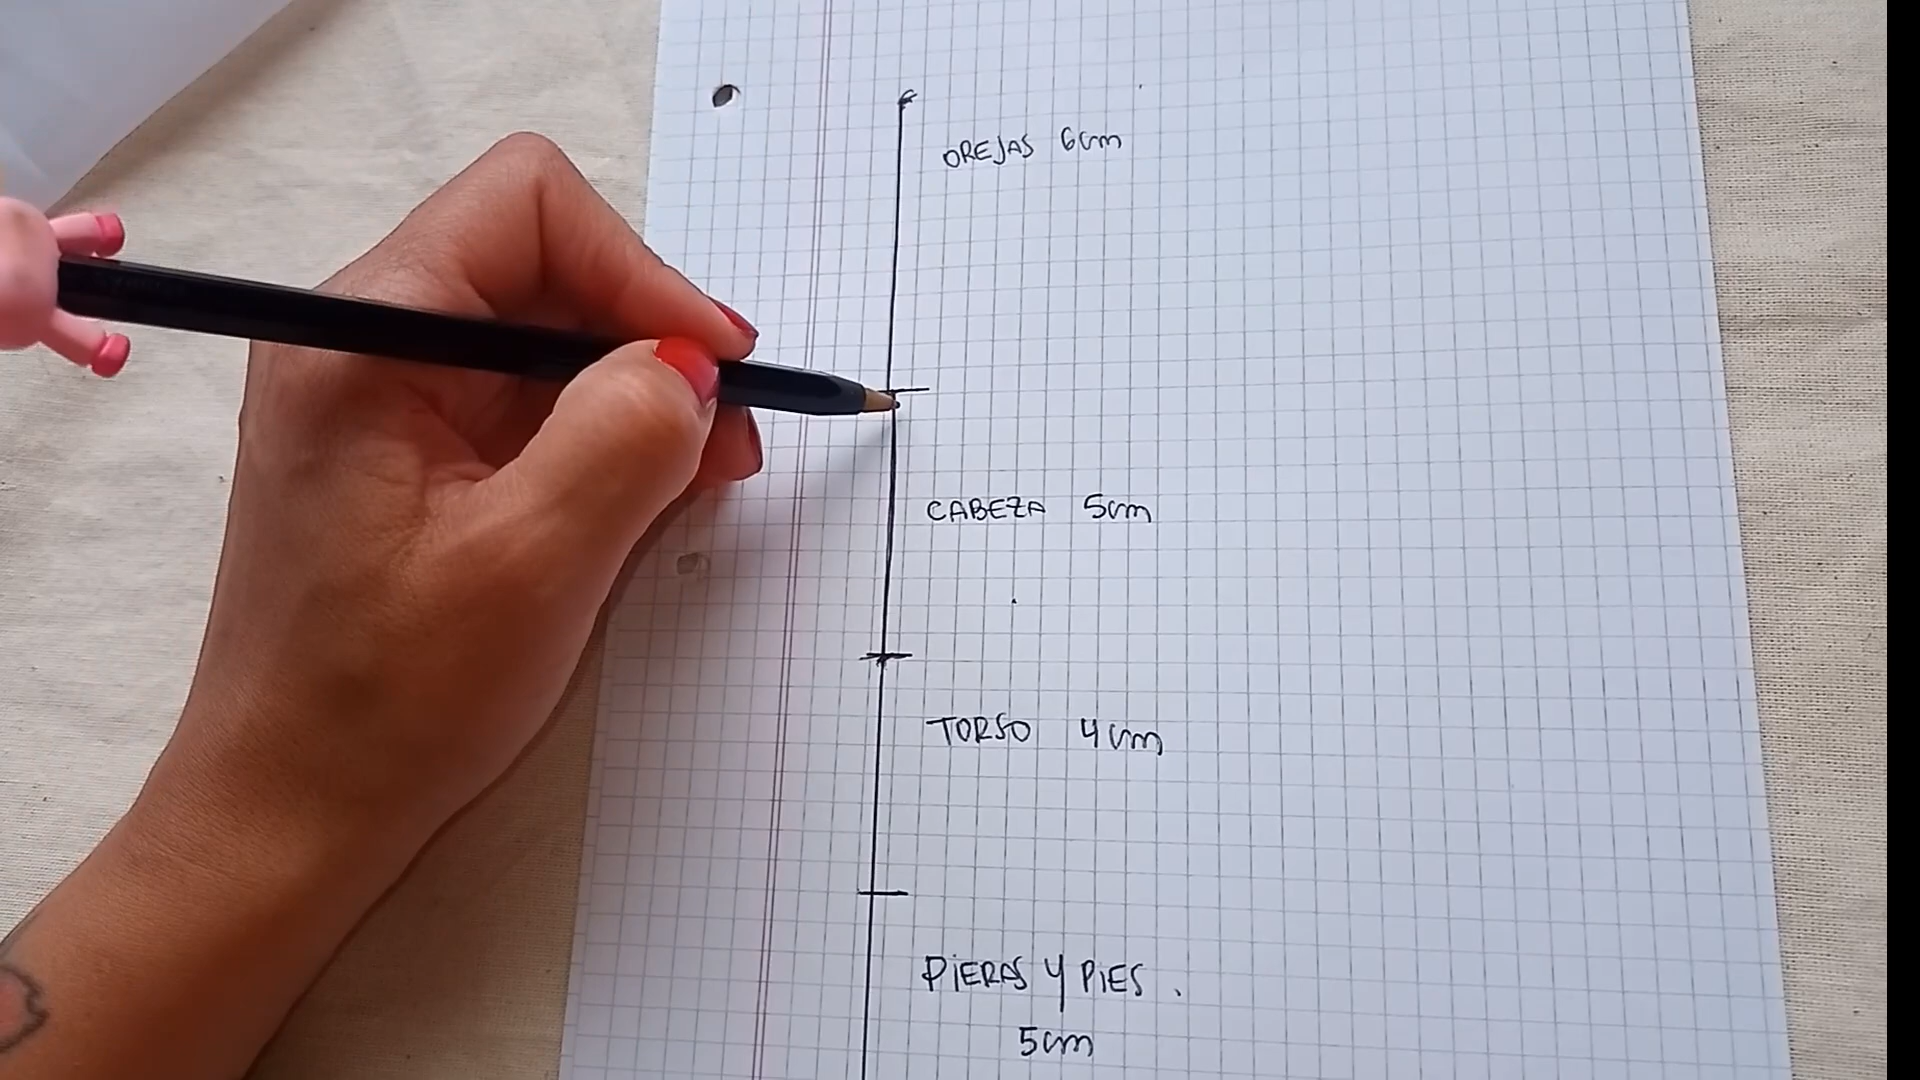 OREJAS 6cm
CABEZA 5cm
TORSO 4cm
PIERAS Y PIES.
5cm